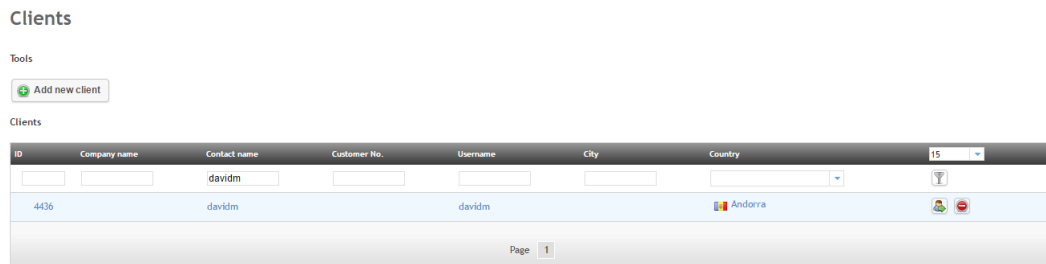 Clients
Tools
Add new client
Clients
ID Company name Contact name Customer No. Username City Country 15
davidm
4436 davidm davidm Andorra
Page 1